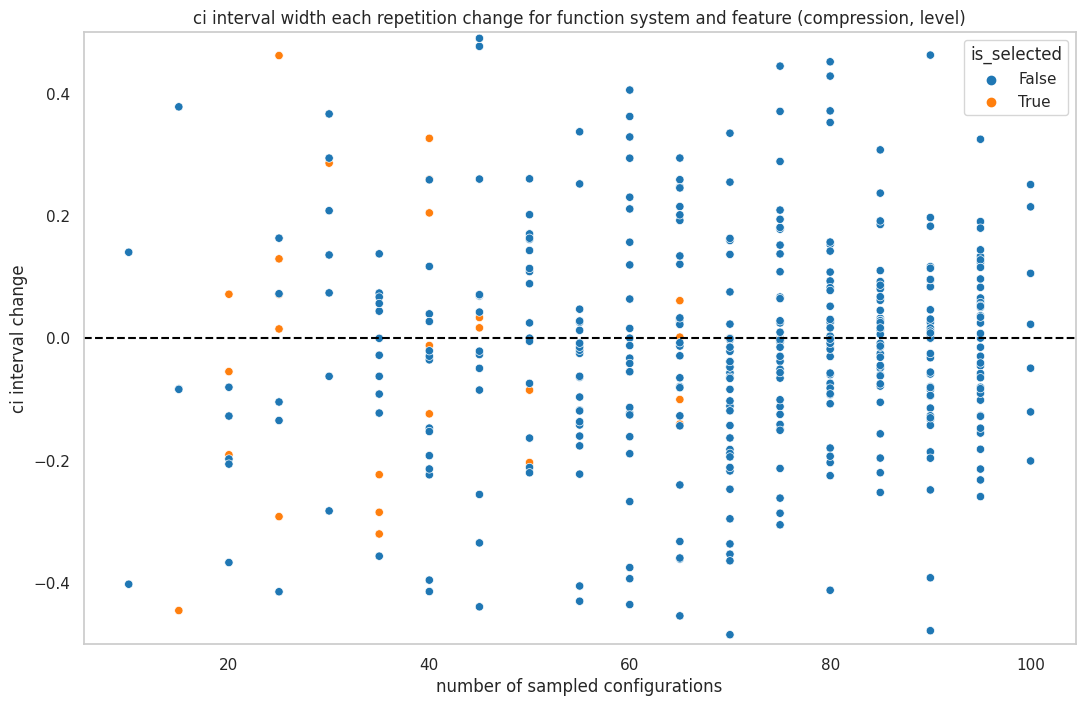 ci interval width each repetition change for function system and feature (compression, level)
is_selected
False
True
0.4
0.2
0.0
−0.2
−0.4
ci interval change
20
40
60
80
100
number of sampled configurations